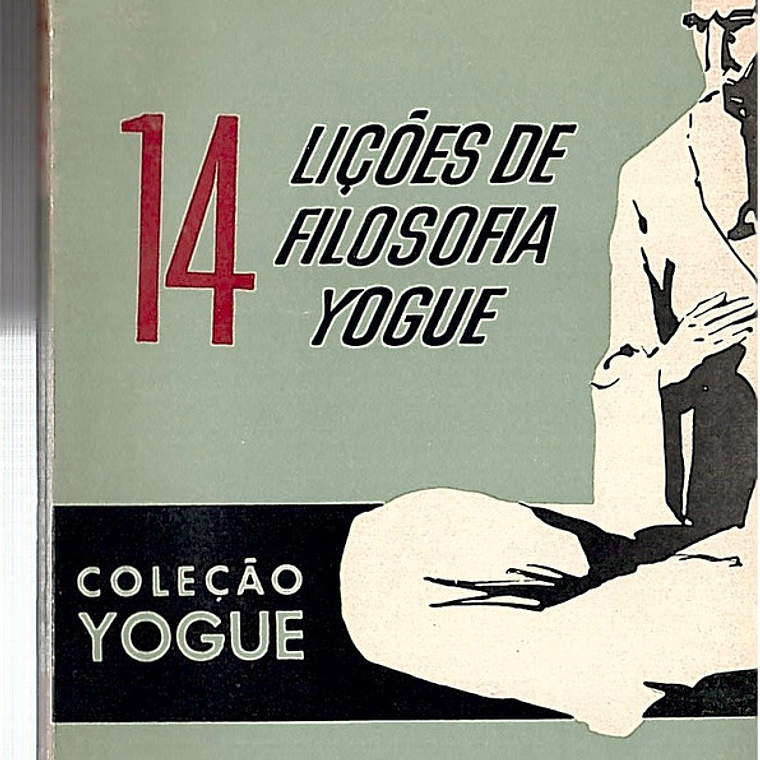 14
LIÇÕES DE
FILOSOFIA
YOGUE
COLEÇÃO
YOGUE